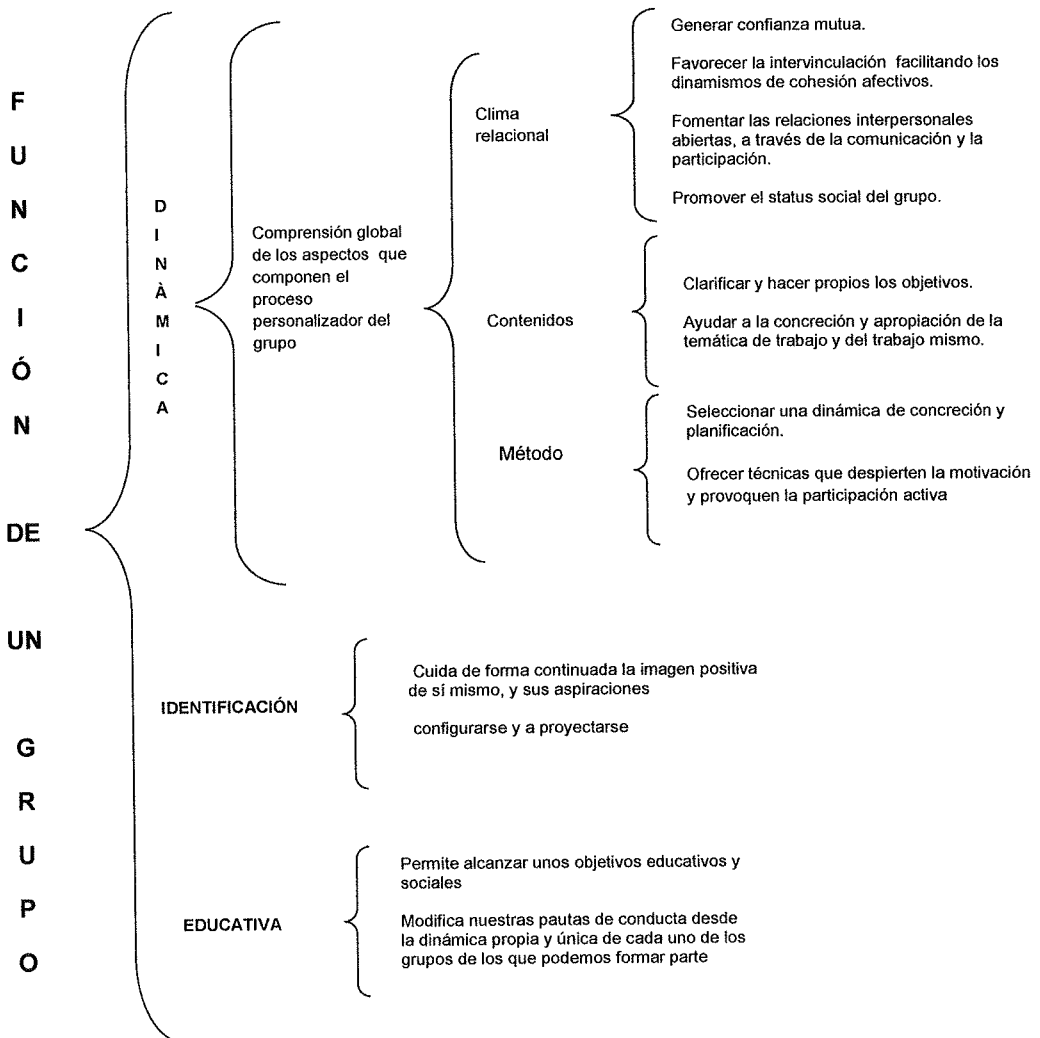 FUNCIÓN
DE
UN
GRUPO
DINÀMICA
Comprensión global
de los aspectos que
componen el
proceso
personalizador del
grupo
Clima
relacional
Generar confianza mutua.
Favorecer la intervinculación facilitando los
dinamismos de cohesión afectivos.
Fomentar las relaciones interpersonales
abiertas, a través de la comunicación y la
participación.
Promover el status social del grupo.
Contenidos
Clarificar y hacer propios los objetivos.
Ayudar a la concreción y apropiación de la
temática de trabajo y del trabajo mismo.
Método
Seleccionar una dinámica de concreción y
planificación.
Ofrecer técnicas que despierten la motivación
y provoquen la participación activa
IDENTIFICACIÓN
Cuida de forma continuada la imagen positiva
de sí mismo, y sus aspiraciones
configurarse y a proyectarse
EDUCATIVA
Permite alcanzar unos objetivos educativos y
sociales
Modifica nuestras pautas de conducta desde
la dinámica propia y única de cada uno de los
grupos de los que podemos formar parte